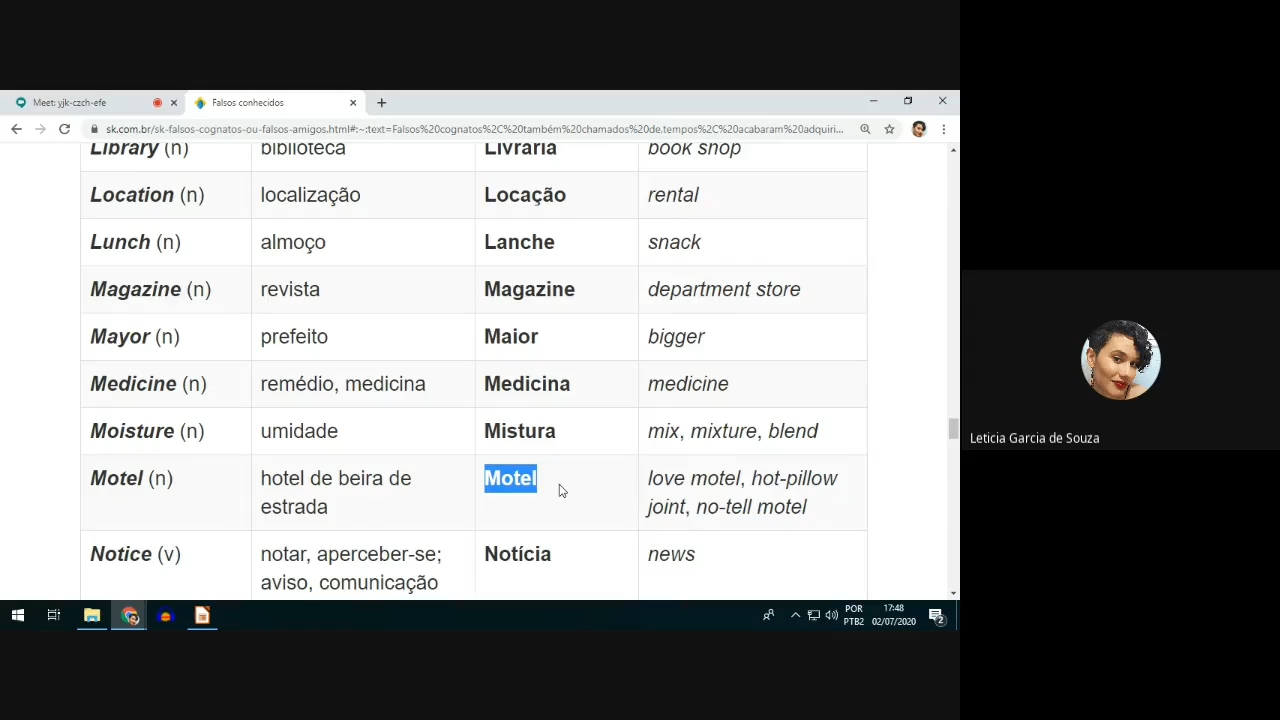 Meet: yjk-czch-efe
Falsos conhecidos
sk.com.br/sk-falsos-cognatos-ou-falsos-amigos.html#:~:text=Falsos%20cognatos%2C%20também%20chamados%20de,tempos%2C%20acabaram%20adquiri...
Library (n) biblioteca Livraria book shop
Location (n) localização Locação rental
Lunch (n) almoço Lanche snack
Magazine (n) revista Magazine department store
Mayor (n) prefeito Maior bigger
Medicine (n) remédio, medicina Medicina medicine
Moisture (n) umidade Mistura mix, mixture, blend
Motel (n) hotel de beira de Motel love motel, hot-pillow
estrada joint, no-tell motel
Notice (v) notar, aperceber-se; Notícia news
aviso, comunicação
Leticia Garcia de Souza
POR 17:48
PTB2 02/07/2020 2